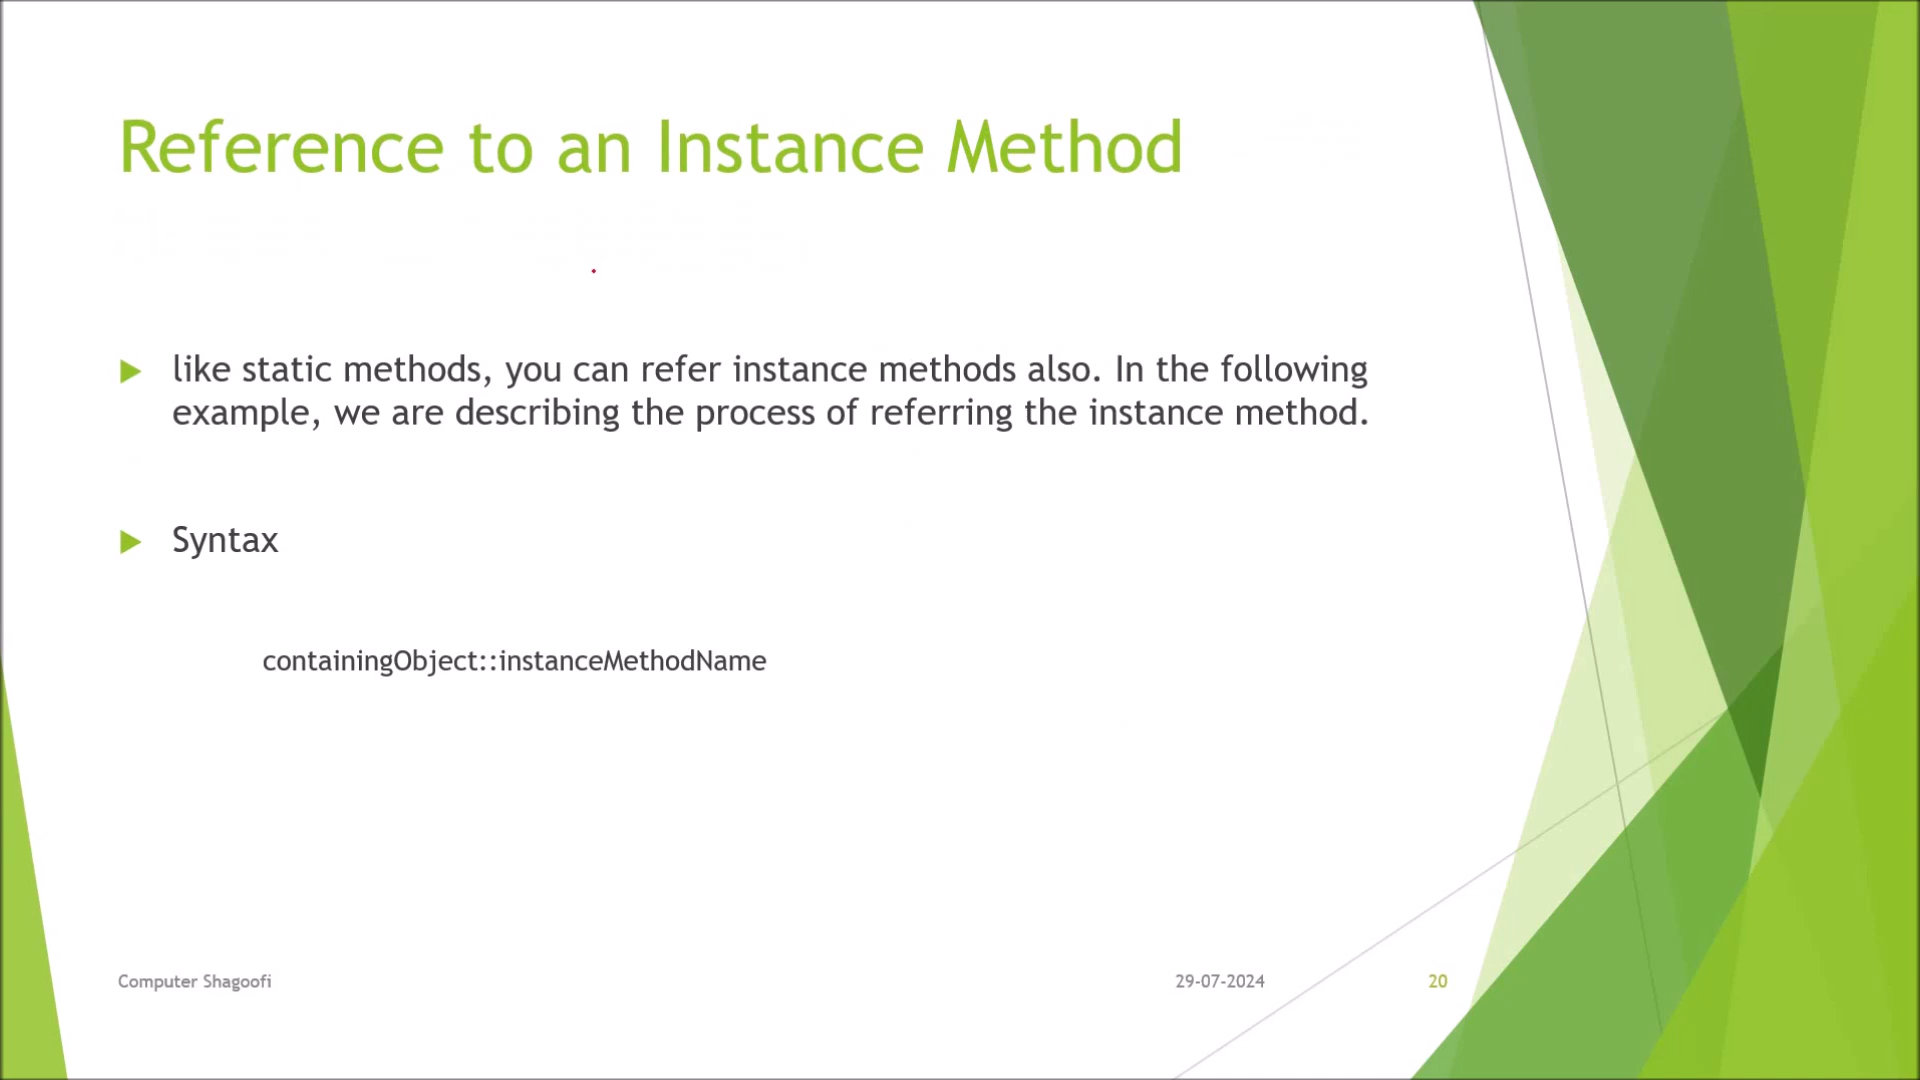 Reference to an Instance Method
like static methods, you can refer instance methods also. In the following
example, we are describing the process of referring the instance method.
Syntax
containingObject::instanceMethodName
Computer Shagoofi
29-07-2024
20